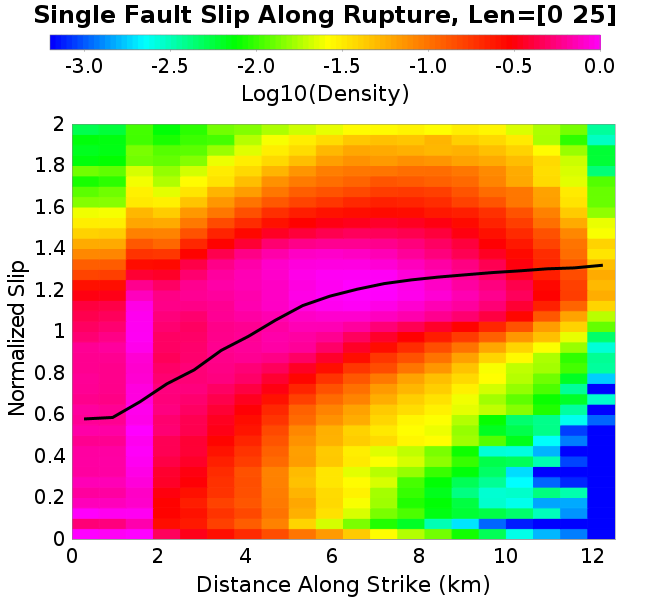 Single Fault Slip Along Rupture, Len=[0 25]
-3.0 -2.5 -2.0 -1.5 -1.0 -0.5 0.0
Log10(Density)
2
1.8
1.6
1.4
1.2
1
0.8
0.6
0.4
0.2
0
Normalized Slip
0 2 4 6 8 10 12
Distance Along Strike (km)